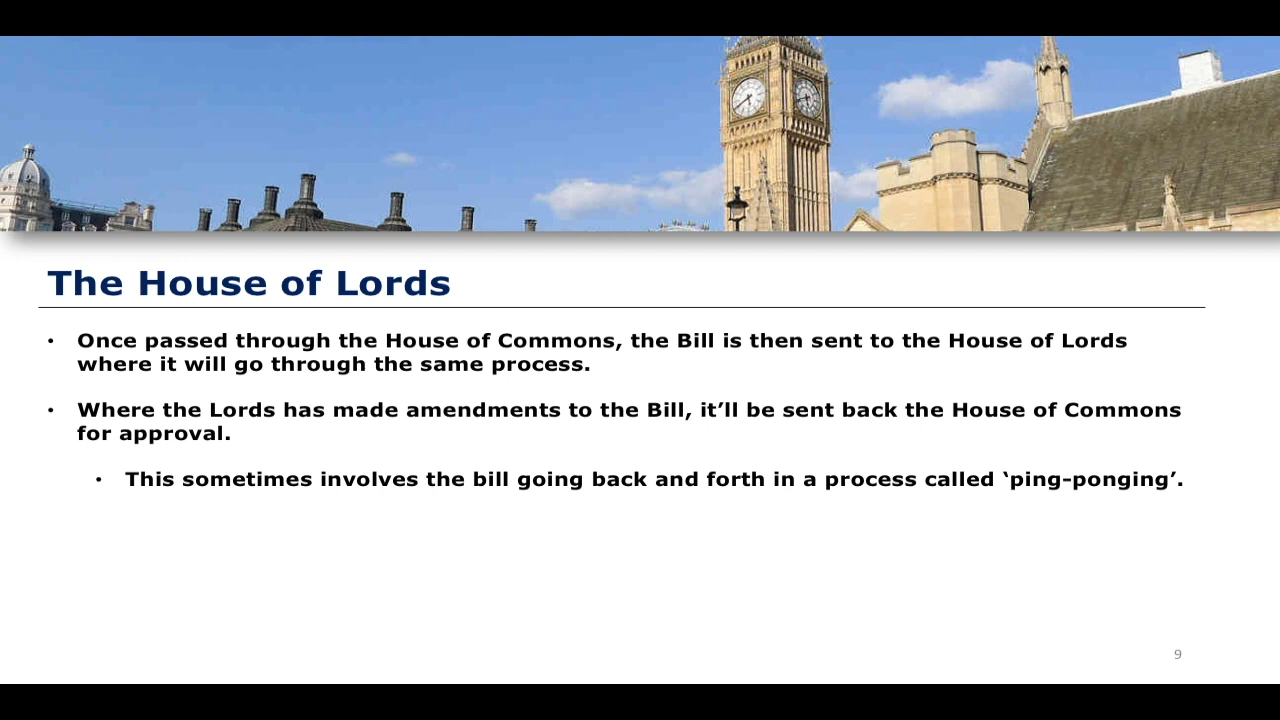 The House of Lords
• Once passed through the House of Commons, the Bill is then sent to the House of Lords
where it will go through the same process.
• Where the Lords has made amendments to the Bill, it’ll be sent back the House of Commons
for approval.
• This sometimes involves the bill going back and forth in a process called ‘ping-ponging’.
9